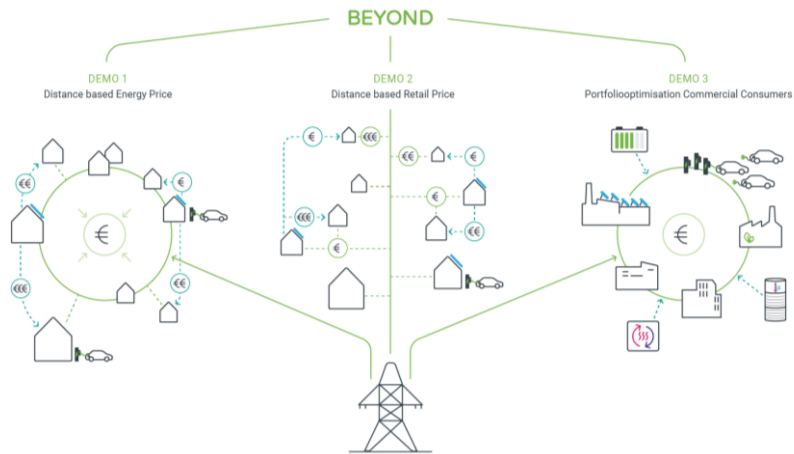 BEYOND
DEMO 1
Distance based Energy Price
DEMO 2
Distance based Retail Price
DEMO 3
Portfoliooptimisation Commercial Consumers
€
€€
€€€
€
€€
€
€€€
€€€
€
€€
€
€
€€
€